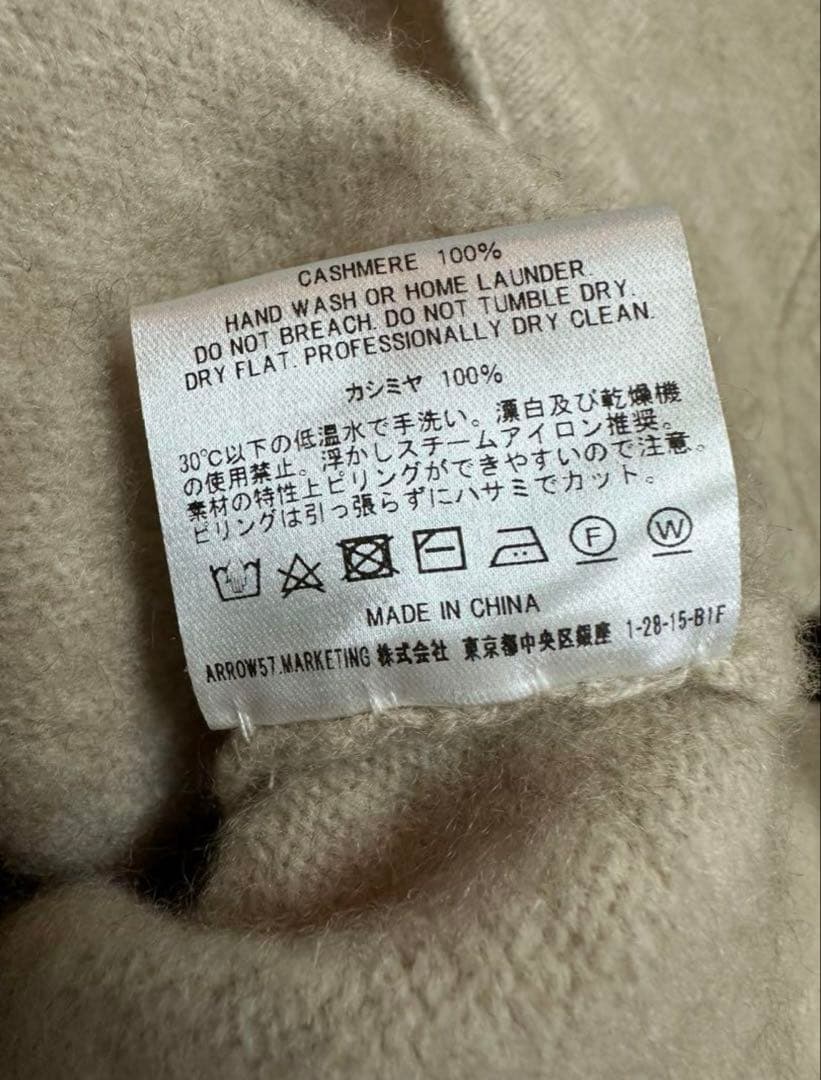 CASHMERE 100%
HAND WASH OR HOME LAUNDER.
DO NOT BREACH. DO NOT TUMBLE DRY.
DRY FLAT. PROFESSIONALLY DRY CLEAN.
カシミヤ 100%
30℃以下の低温水で手洗い。漂白及び乾燥機
の使用禁止。浮かしスチームアイロン推奨。
素材の特性上ピリングができやすいので注意。
ピリングは引っ張らずにハサミでカット。
F W
MADE IN CHINA
ARROW57.MARKETING 株式会社 東京都中央区銀座 1-28-15-B1F